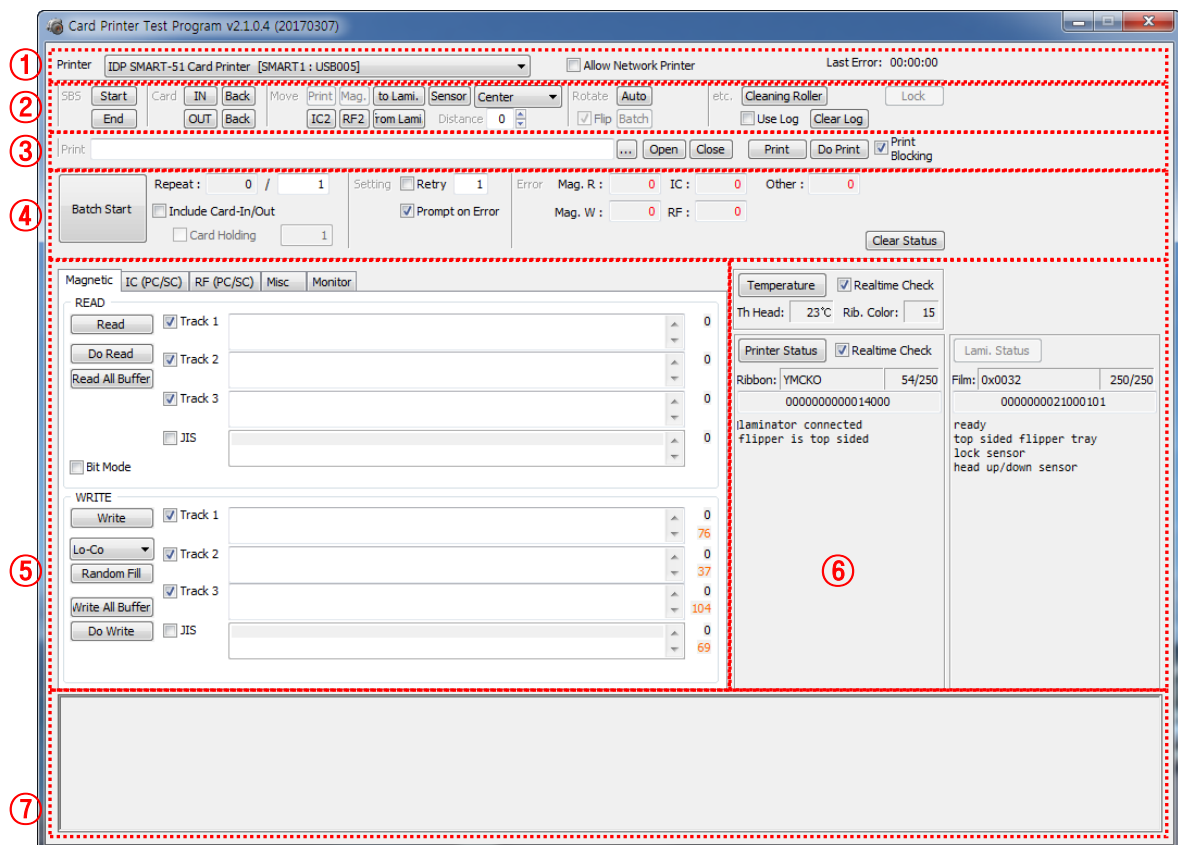 Card Printer Test Program v2.1.0.4 (20170307)
① Printer IDP SMART-51 Card Printer [SMART1 : USB005] Allow Network Printer Last Error: 00:00:00
② SBS Start Card IN Back Move Print Mag. to Lami. Sensor Center Rotate Auto etc. Cleaning Roller Lock
End OUT Back IC2 RF2 rom Lami Distance 0 Flip Batch Use Log Clear Log
③ Print ... Open Close Print Do Print Print
Blocking
④ Batch Start Repeat : 0 / 1 Setting Retry 1 Error Mag. R : 0 IC : 0 Other : 0
Include Card-In/Out Prompt on Error Mag. W : 0 RF : 0
Card Holding 1 Clear Status
Magnetic IC (PC/SC) RF (PC/SC) Misc Monitor
READ
Read Track 1 0
Do Read Track 2 0
Read All Buffer
Track 3 0
JIS 0
Bit Mode
WRITE
Write Track 1 0
76
Lo-Co Track 2 0
⑤ Random Fill 37
Track 3 0
Write All Buffer 104
Do Write JIS 0
69
Temperature Realtime Check
Th Head: 23℃ Rib. Color: 15
Printer Status Realtime Check
Ribbon: YMCKO 54/250
0000000000014000
laminator connected
flipper is top sided
⑥
Lami. Status
Film: 0x0032 250/250
0000000021000101
ready
top sided flipper tray
lock sensor
head up/down sensor
⑦